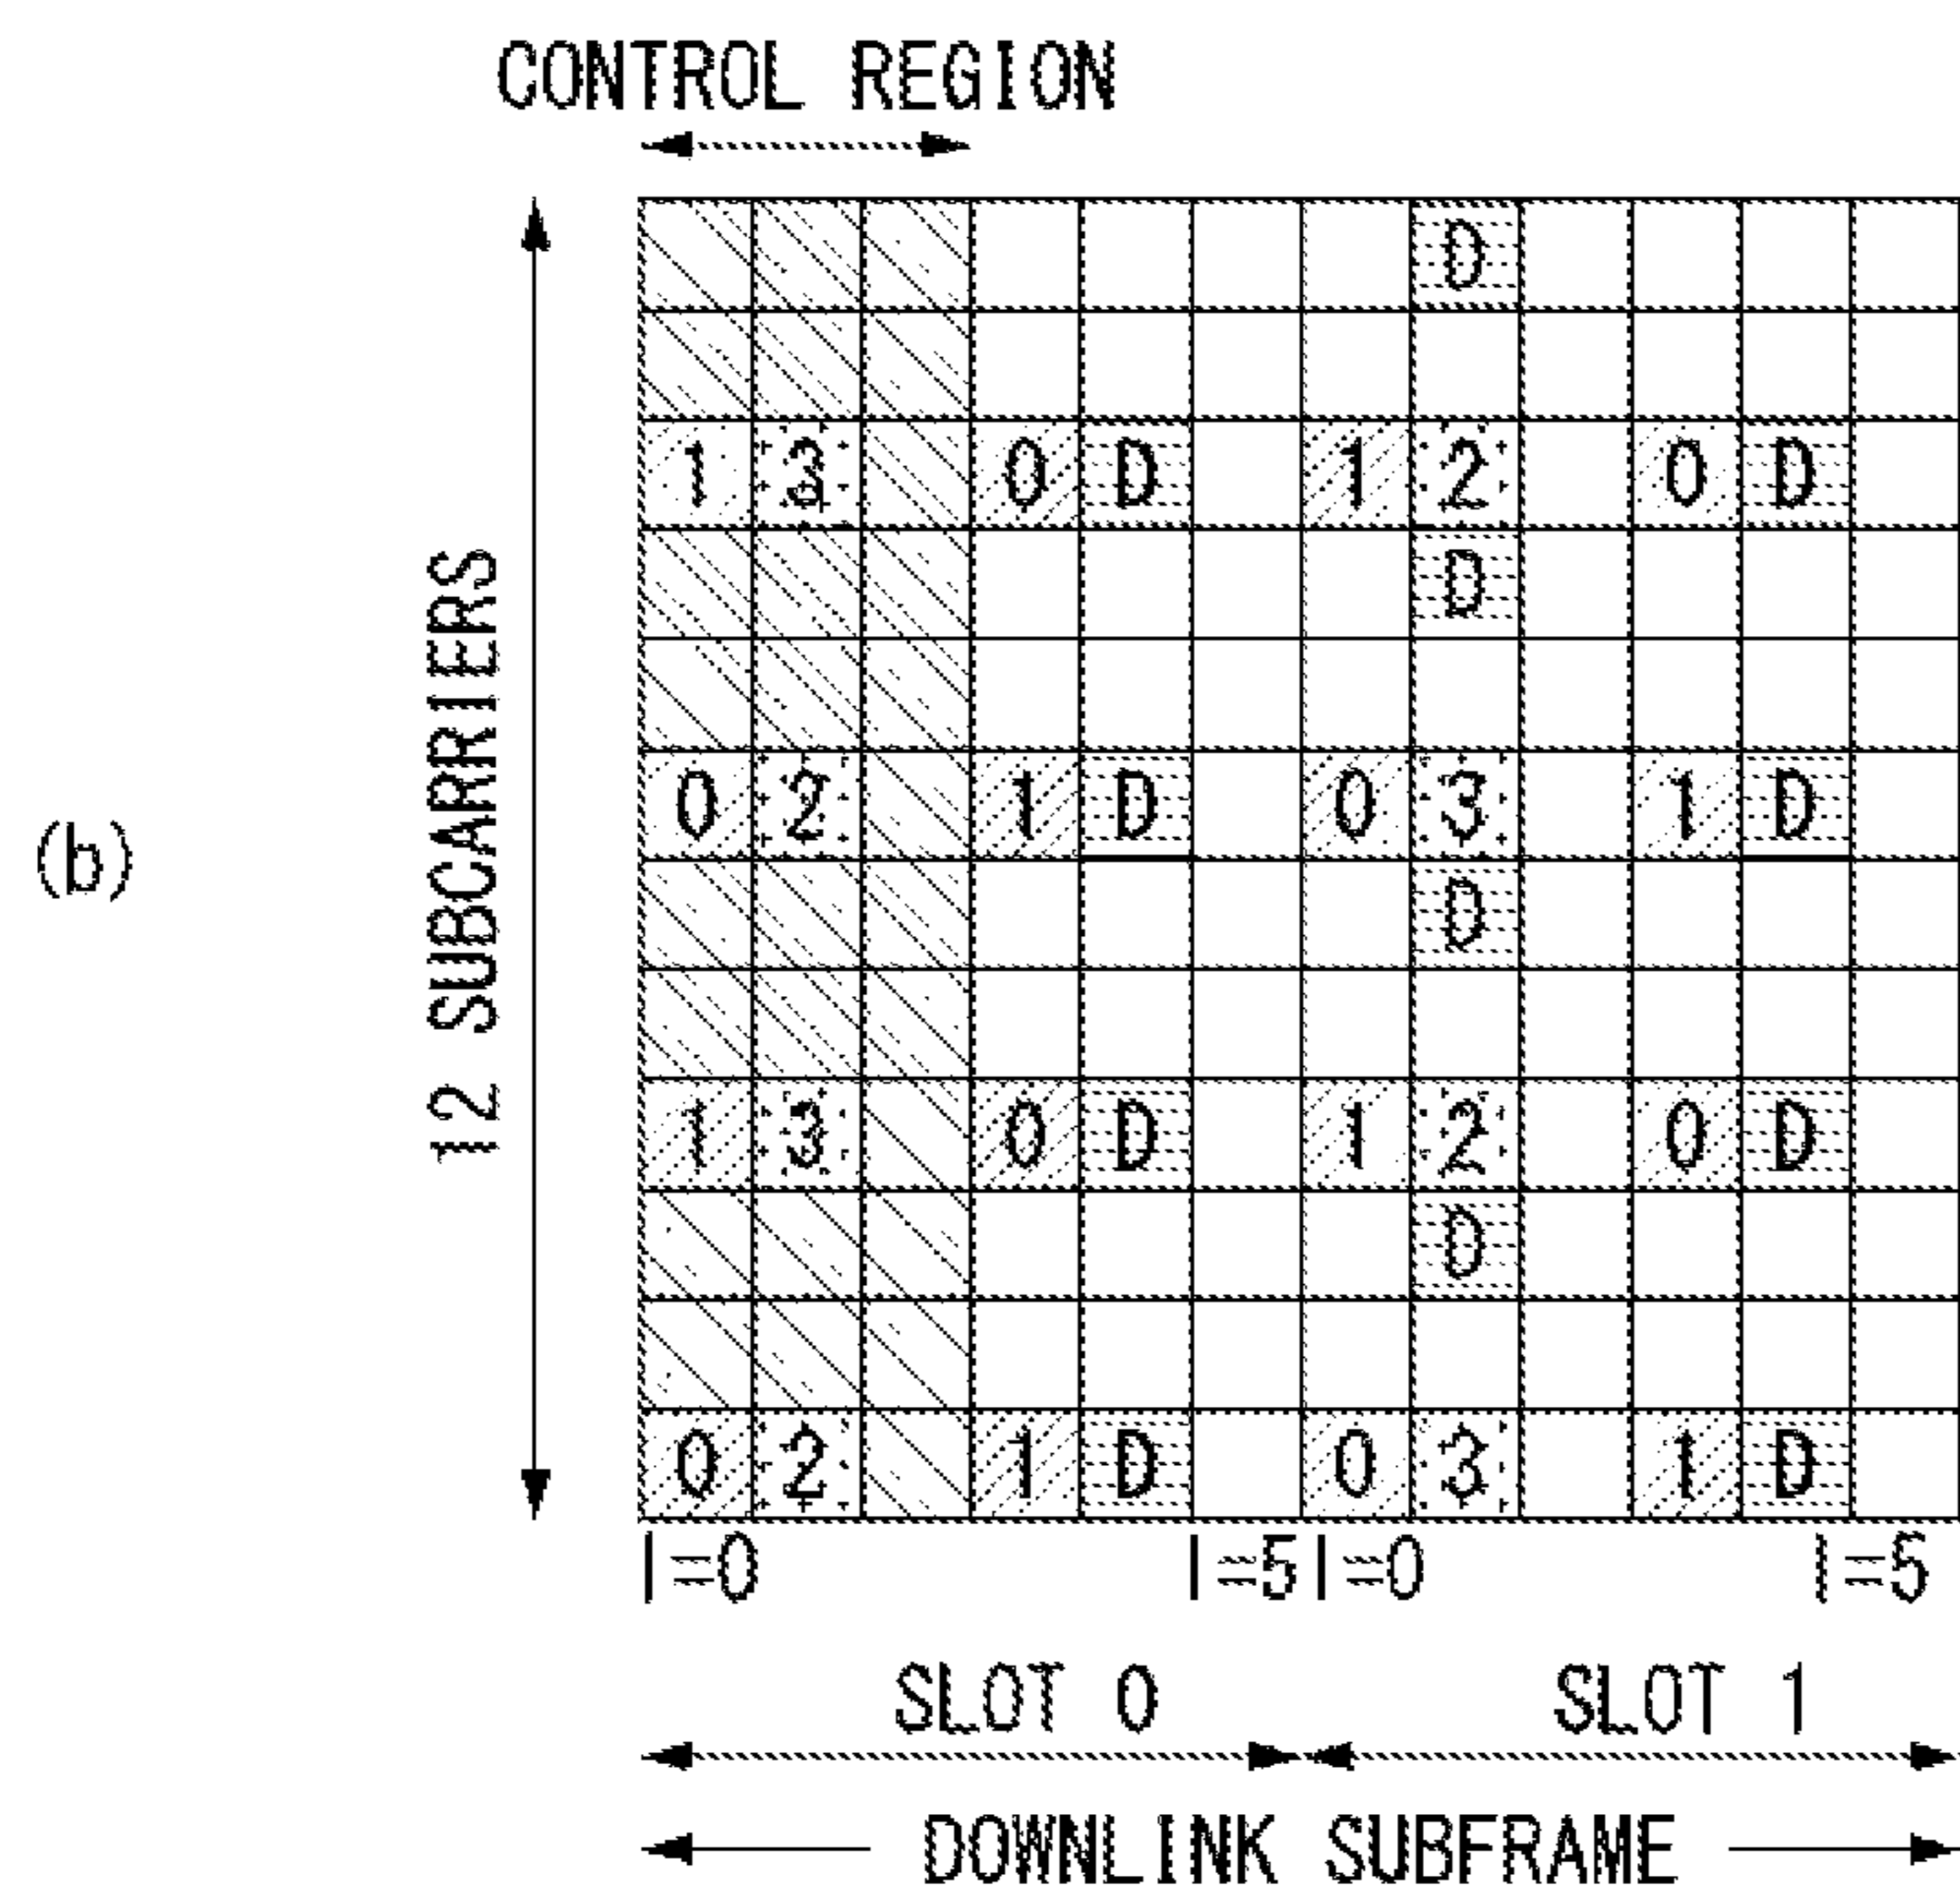 CONTROL REGION
D
1 3 0 D 1 2 0 D
D
0 2 1 D 0 3 1 D
D
1 3 0 D 1 2 0 D
D
0 2 1 D 0 3 1 D
12 SUBCARRIERS
(b)
l=0 l=5 l=0 l=5
SLOT 0 SLOT 1
DOWNLINK SUBFRAME